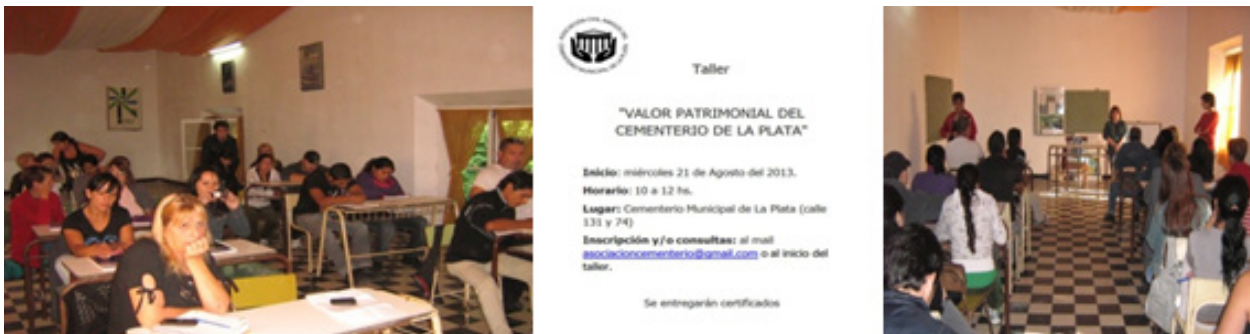 Taller
"VALOR PATRIMONIAL DEL
CEMENTERIO DE LA PLATA"
Inicio: miércoles 21 de Agosto del 2013.
Horario: 10 a 12 hs.
Lugar: Cementerio Municipal de La Plata (calle
131 y 74)
Inscripción y/o consultas: al mail
asociacioncementerio@gmail.com o al inicio del
taller.
Se entregarán certificados